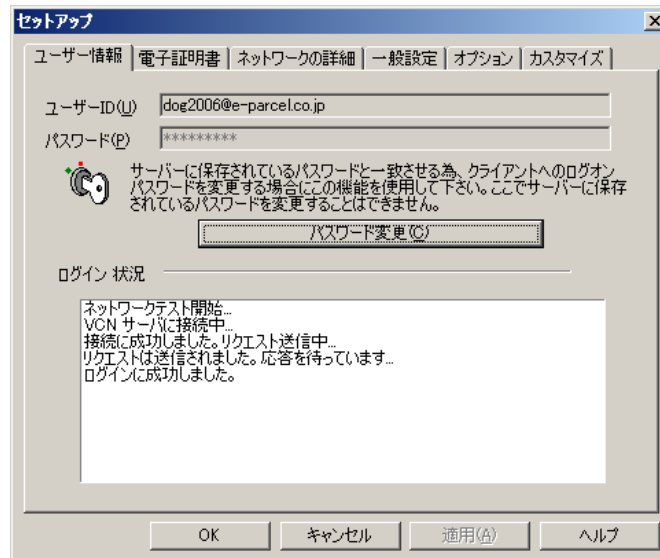 セットアップ
ユーザー情報 電子証明書 ネットワークの詳細 一般設定 オプション カスタマイズ
ユーザーID(U) dog2006@e-parcel.co.jp
パスワード(P) *********
サーバーに保存されているパスワードと一致させる為、クライアントへのログオン
パスワードを変更する場合にこの機能を使用して下さい。ここでサーバーに保存
されているパスワードを変更することはできません。
パスワード変更(C)
ログイン 状況
ネットワークテスト開始...
VCN サーバに接続中...
接続に成功しました。リクエスト送信中...
リクエストは送信されました。応答を待っています...
ログインに成功しました。
OK キャンセル 適用(A) ヘルプ